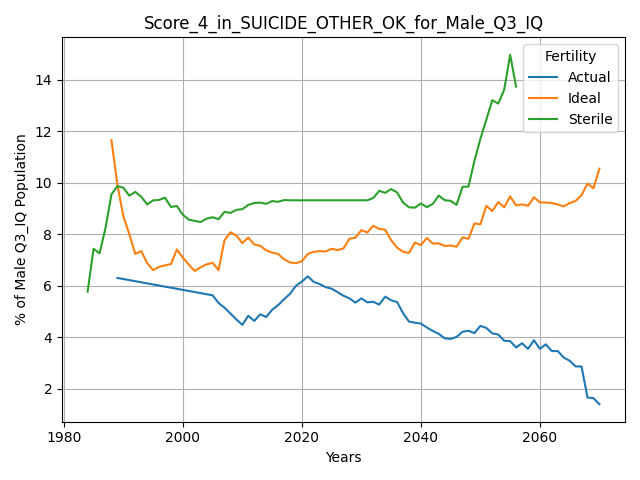 Score_4_in_SUICIDE_OTHER_OK_for_Male_Q3_IQ
Fertility
Actual
Ideal
Sterile
% of Male Q3_IQ Population
14
12
10
8
6
4
2
1980
2000
2020
2040
2060
Years